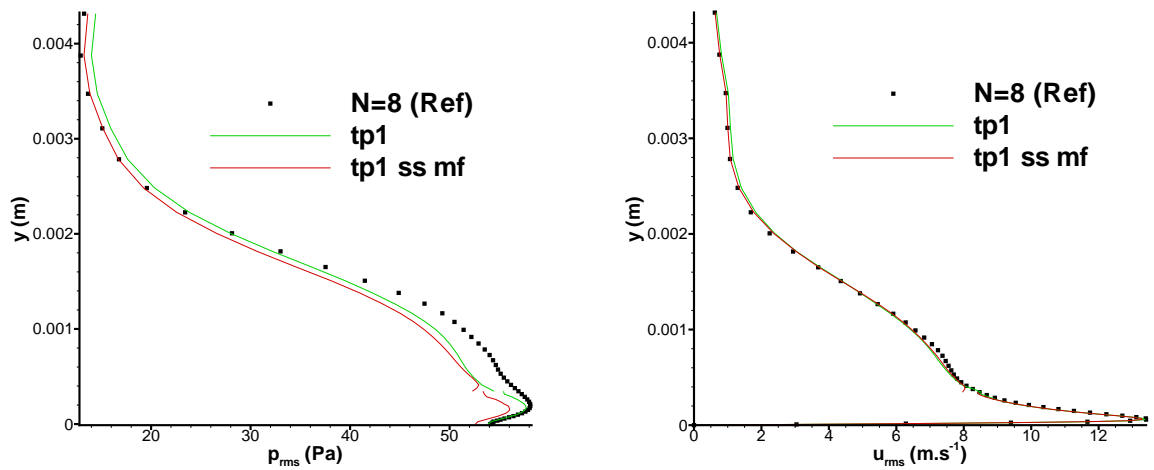 0.004
0.003
0.002
0.001
0
y (m)
N=8 (Ref)
tp1
tp1 ss mf
20 30 40 50
p_rms (Pa)
0.004
0.003
0.002
0.001
0
y (m)
N=8 (Ref)
tp1
tp1 ss mf
0 2 4 6 8 10 12
u_rms (m.s⁻¹)